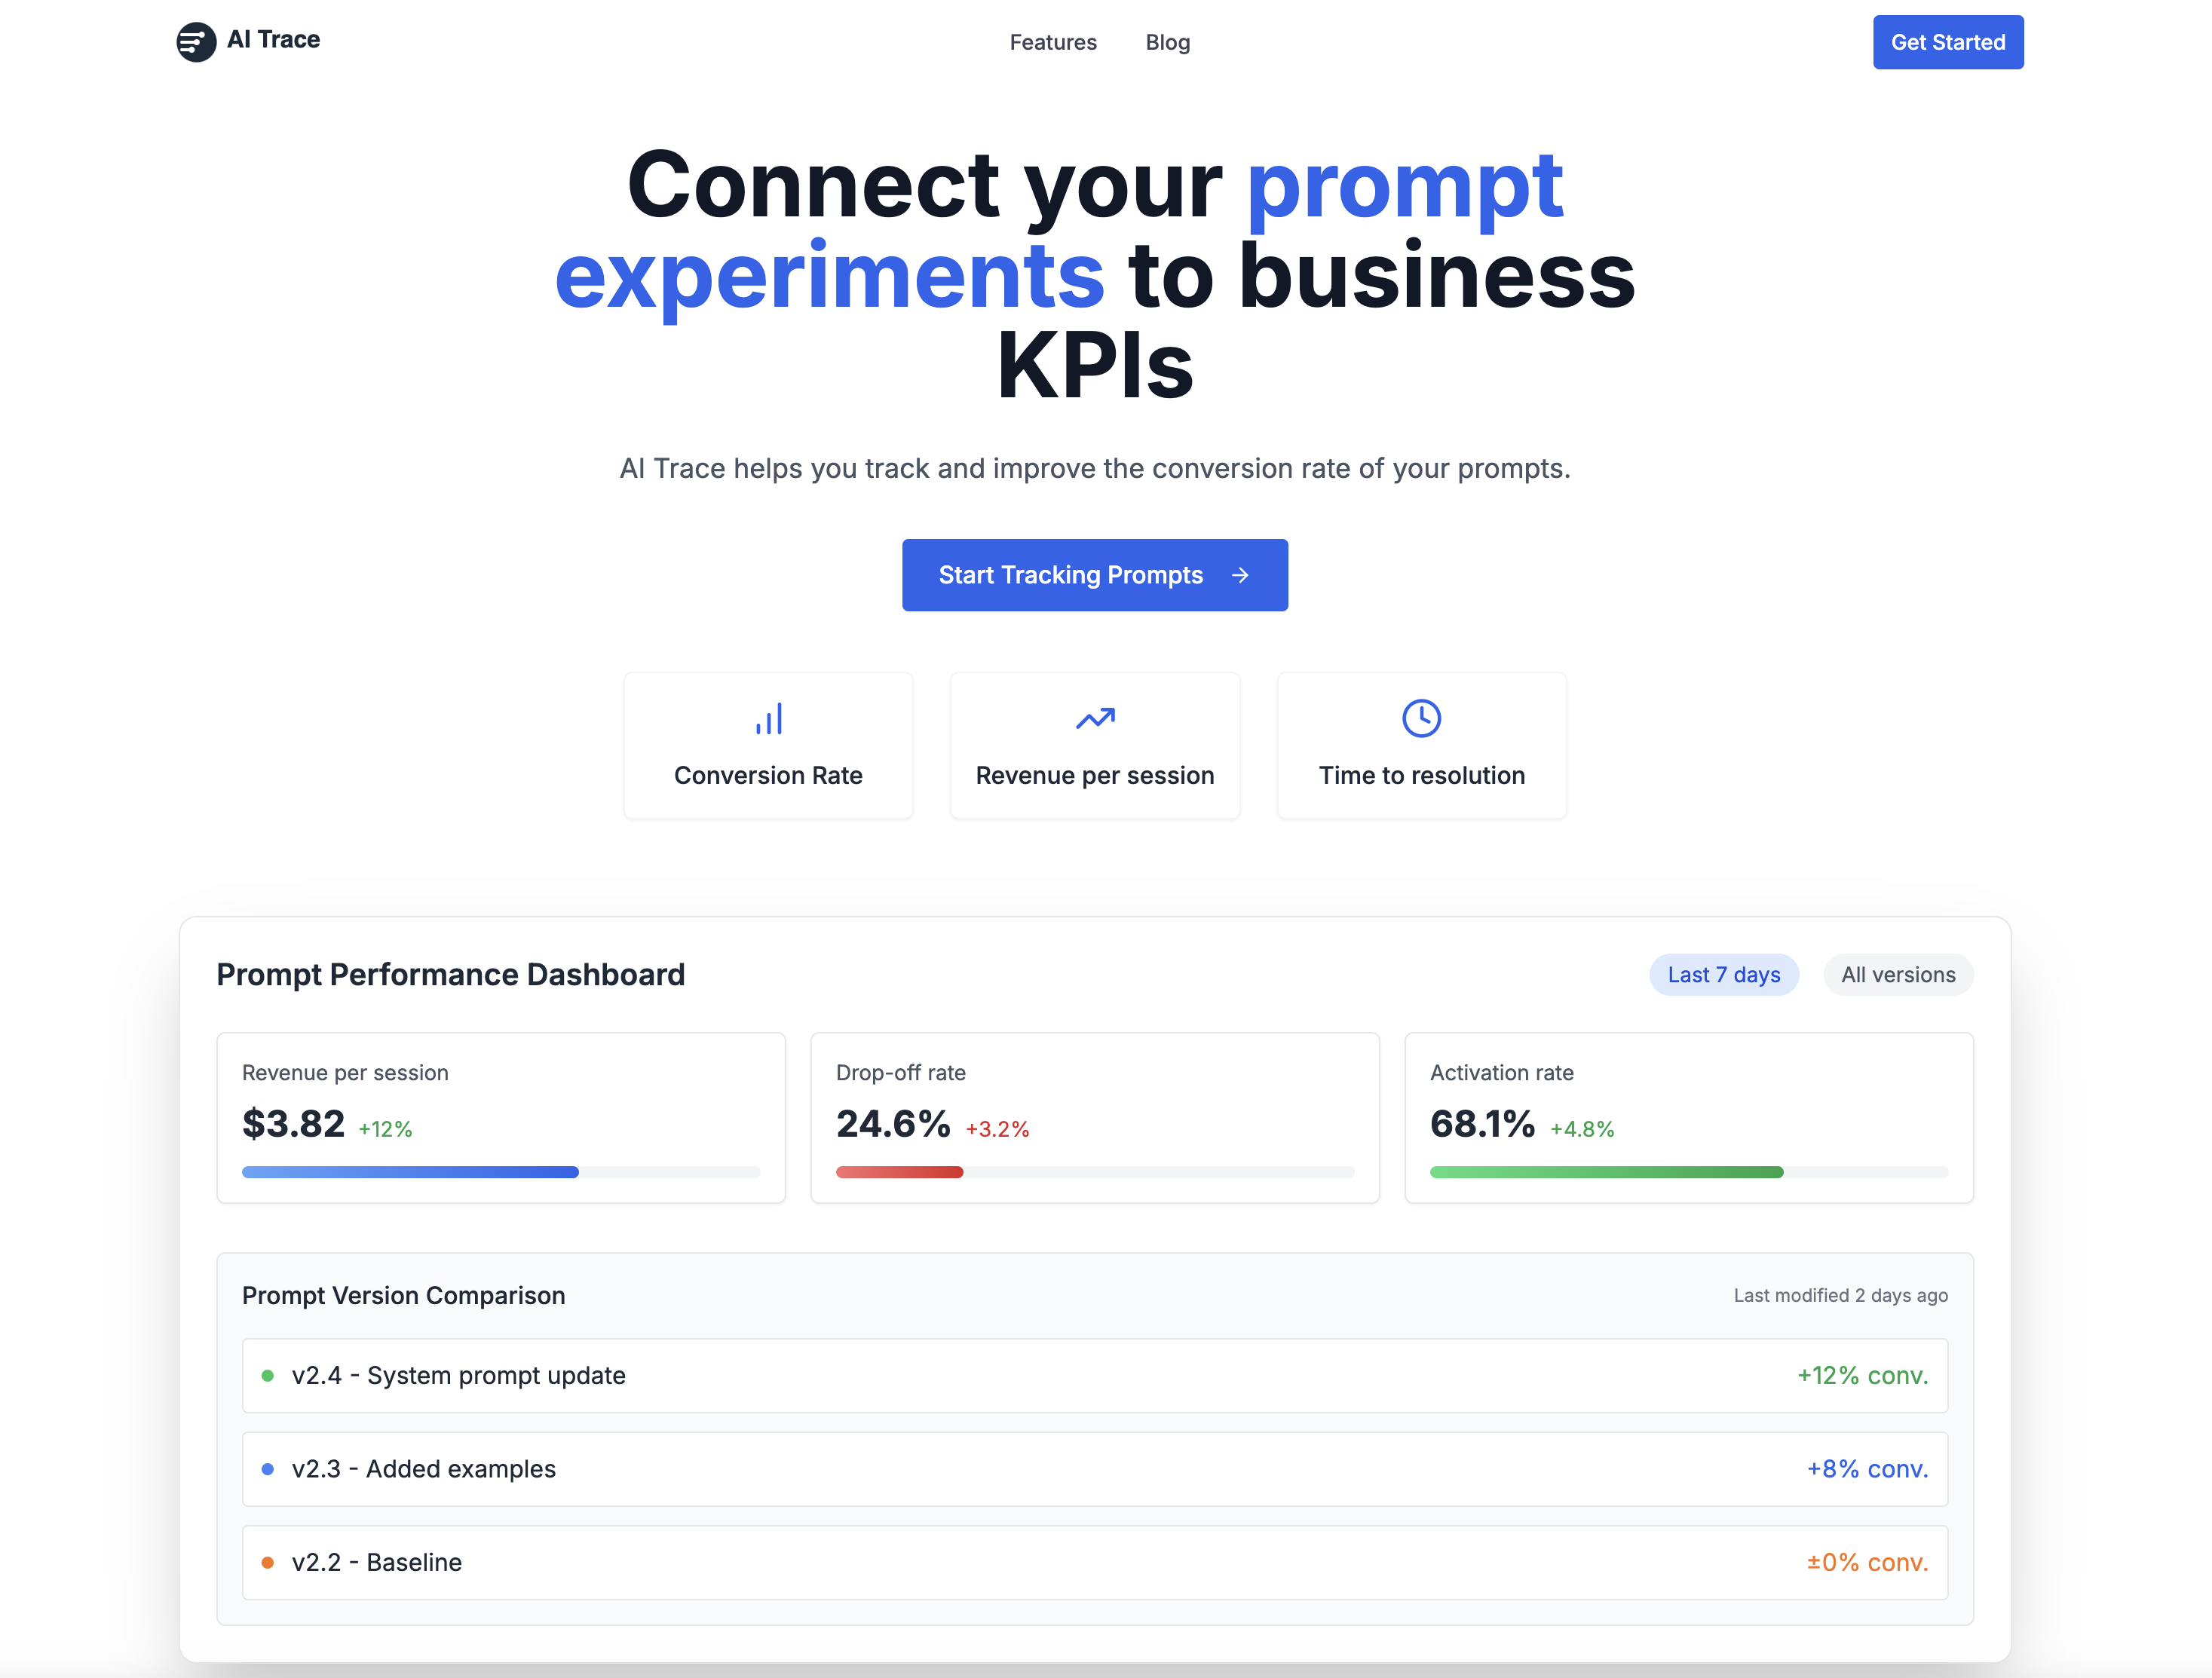 AI Trace
Features
Blog
Get Started
Connect your prompt
experiments to business
KPIs
AI Trace helps you track and improve the conversion rate of your prompts.
Start Tracking Prompts →
Conversion Rate
Revenue per session
Time to resolution
Prompt Performance Dashboard
Last 7 days
All versions
Revenue per session
$3.82 +12%
Drop-off rate
24.6% +3.2%
Activation rate
68.1% +4.8%
Prompt Version Comparison
Last modified 2 days ago
v2.4 - System prompt update
+12% conv.
v2.3 - Added examples
+8% conv.
v2.2 - Baseline
±0% conv.